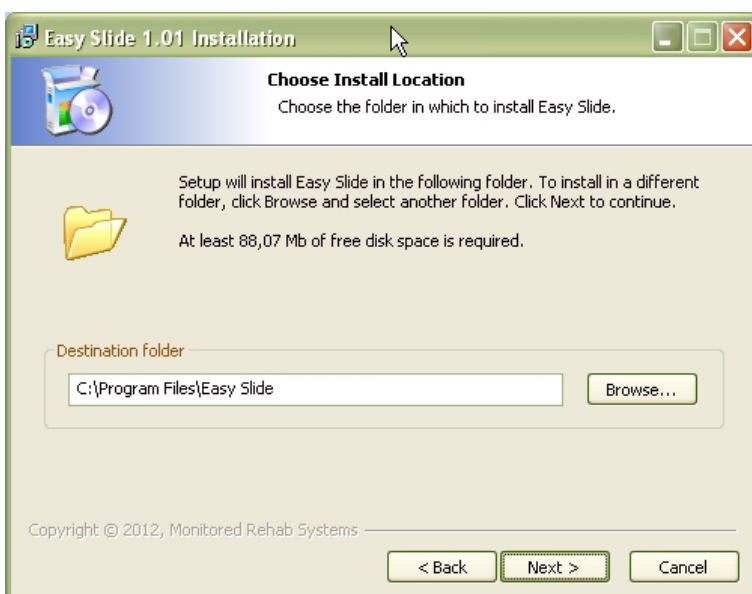 Easy Slide 1.01 Installation
Choose Install Location
Choose the folder in which to install Easy Slide.
Setup will install Easy Slide in the following folder. To install in a different
folder, click Browse and select another folder. Click Next to continue.
At least 88,07 Mb of free disk space is required.
Destination folder
C:\Program Files\Easy Slide
Browse...
Copyright © 2012, Monitored Rehab Systems
< Back
Next >
Cancel